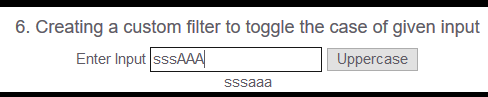 6. Creating a custom filter to toggle the case of given input
Enter Input sssAAA Uppercase
sssaaa